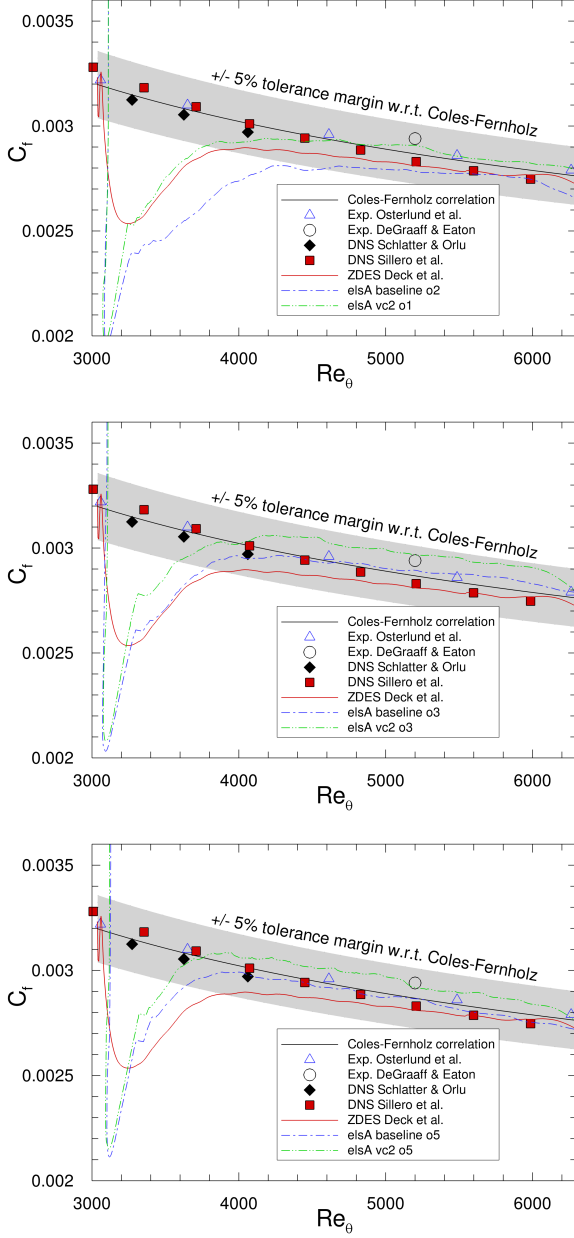 0.0035
0.003
0.0025
0.002
C_f
+/- 5% tolerance margin w.r.t. Coles-Fernholz
Coles-Fernholz correlation
Exp. Osterlund et al.
Exp. DeGraaff & Eaton
DNS Schlatter & Orlu
DNS Sillero et al.
ZDES Deck et al.
elsA baseline o2
elsA vc2 o1
3000 4000 5000 6000
Re_θ
0.0035
0.003
0.0025
0.002
C_f
+/- 5% tolerance margin w.r.t. Coles-Fernholz
Coles-Fernholz correlation
Exp. Osterlund et al.
Exp. DeGraaff & Eaton
DNS Schlatter & Orlu
DNS Sillero et al.
ZDES Deck et al.
elsA baseline o3
elsA vc2 o3
3000 4000 5000 6000
Re_θ
0.0035
0.003
0.0025
0.002
C_f
+/- 5% tolerance margin w.r.t. Coles-Fernholz
Coles-Fernholz correlation
Exp. Osterlund et al.
Exp. DeGraaff & Eaton
DNS Schlatter & Orlu
DNS Sillero et al.
ZDES Deck et al.
elsA baseline o5
elsA vc2 o5
3000 4000 5000 6000
Re_θ